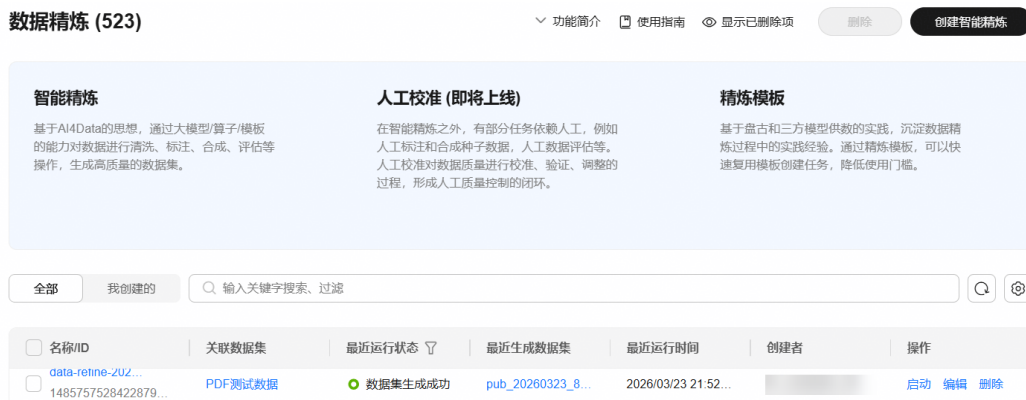 数据精炼 (523)
功能简介 使用指南 显示已删除项 删除 创建智能精炼
智能精炼
基于AI4Data的思想，通过大模型/算子/模板
的能力对数据进行清洗、标注、合成、评估等
操作，生成高质量的数据集。
人工校准 (即将上线)
在智能精炼之外，有部分任务依赖人工，例如
人工标注和合成种子数据，人工数据评估等。
人工校准对数据质量进行校准、验证、调整的
过程，形成人工质量控制的闭环。
精炼模板
基于盘古和三方模型供数的实践，沉淀数据精
炼过程中的实践经验。通过精炼模板，可以快
速复用模板创建任务，降低使用门槛。
全部 我创建的 输入关键字搜索、过滤
名称/ID 关联数据集 最近运行状态 最近生成数据集 最近运行时间 创建者 操作
data-refine-202...
1485757528422879...
PDF测试数据 数据集生成成功 pub_20260323_8... 2026/03/23 21:52... 启动 编辑 删除